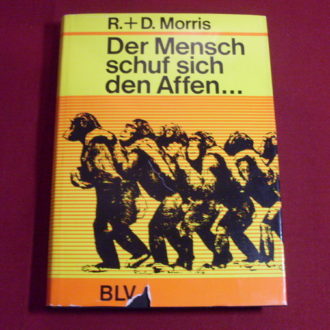 R.+D. Morris
Der Mensch
schuf sich
den Affen...
BLV